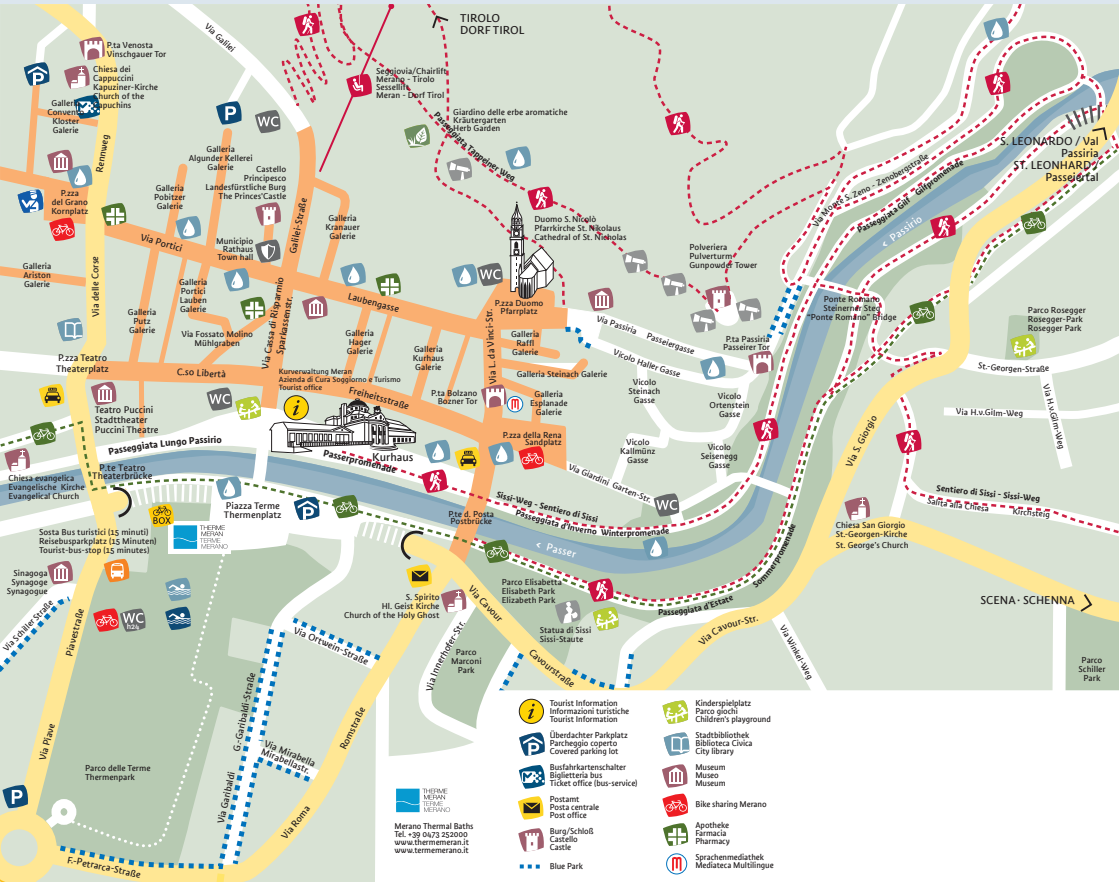 TIROLO
DORF TIROL
Via Galilei
P.ta Venosta
Vinschgauer Tor
Chiesa dei
Cappuccini
Kapuziner-Kirche
Church of the
Capuchins
Kloster
Galerie
Rennweg
WC
Seggiovia/Chairlift
Merano - Tirolo
Sessellift
Meran - Dorf Tirol
Giardino delle erbe aromatiche
Kräutergarten
Herb Garden
Passeggiata Tappeiner Weg
S. LEONARDO / Val
Passiria
ST. LEONHARD /
Passeiertal
Via Monte S. Zeno - Zenobergstraße
Passeggiata Gilf Gilfpromenade
< Passirio
P.zza
del Grano
Kornplatz
Galleria
Algunder Kellerei
Galerie
Galleria
Pobitzer
Galerie
Castello
Principesco
Landesfürstliche Burg
The Princes'Castle
Galilei-Straße
Galleria
Kranauer
Galerie
Duomo S. Nicolò
Pfarrkirche St. Nikolaus
Cathedral of St. Nicholas
Via Portici
Municipio
Rathaus
Town hall
Polveriera
Pulverturm
Gunpowder Tower
Galleria
Ariston
Galerie
Via delle Corse
Galleria
Portici
Lauben
Galerie
Galleria
Putz
Galerie
Via Fossato Molino
Mühlgraben
Via Cassa di Risparmio
Sparkassenstr.
Laubengasse
WC
P.zza Duomo
Pfarrplatz
Via L. da Vinci-Str.
Galleria
Hager
Galerie
Galleria
Kurhaus
Galerie
Galleria
Raffl
Galerie
Galleria Steinach Galerie
Via Passiria Passeiergasse
Vicolo Haller Gasse
P.ta Passiria
Passeirer Tor
Ponte Romano
Steinerner Steg
"Ponte Romano" Bridge
Parco Rosegger
Rosegger-Park
Rosegger Park
St.-Georgen-Straße
P.zza Teatro
Theaterplatz
C.so Libertà
Kurverwaltung Meran
Azienda di Cura Soggiorno e Turismo
Tourist office
Freiheitsstraße
P.ta Bolzano
Bozner Tor
Galleria
Esplanade
Galerie
Vicolo
Steinach
Gasse
Vicolo
Ortenstein
Gasse
Via H.v.Gilm-Weg
Via H.v.Gilm-Weg
Teatro Puccini
Stadttheater
Puccini Theatre
WC
i
Kurhaus
P.zza della Rena
Sandplatz
Vicolo
Kallmünz
Gasse
Vicolo
Seisenegg
Gasse
Via S. Giorgio
Passeggiata Lungo Passirio
Passerpromenade
Via Giardini Garten-Str.
WC
Chiesa evangelica
Evangelische Kirche
Evangelical Church
P.te Teatro
Theaterbrücke
Sissi-Weg - Sentiero di Sissi
Passeggiata d'Inverno Winterpromenade
P.te d. Posta
Postbrücke
Sentiero di Sissi - Sissi-Weg
Salita alla Chiesa Kirchsteig
Chiesa San Giorgio
St.-Georgen-Kirche
St. George's Church
Piazza Terme
Thermenplatz
BOX
THERME
MERAN
TERME
MERANO
Sosta Bus turistici (15 minuti)
Reisebusparkplatz (15 Minuten)
Tourist-bus-stop (15 minutes)
< Passer
Sommerpromenade
Passeggiata d'Estate
Sinagoga
Synagoge
Synagogue
Parco Elisabetta
Elisabeth Park
Elizabeth Park
S. Spirito
Hl. Geist Kirche
Church of the Holy Ghost
Via Cavour
Statua di Sissi
Sissi-Staute
Via Cavour-Str.
SCENA · SCHENNA
Via Schiller Straße
Piavestraße
WC
h24
Via Ortwein-Straße
Via Innerhofer-Str.
Parco
Marconi
Park
Cavourstraße
Via Winkel-Weg
Parco
Schiller
Park
G.-Garibaldi-Straße
Romstraße
Via Piave
Via Mirabella
Mirabellastr.
Parco delle Terme
Thermenpark
Via Garibaldi
Via Roma
F.-Petrarca-Straße
THERME
MERAN
TERME
MERANO
Merano Thermal Baths
Tel. +39 0473 252000
www.thermemeran.it
www.termemerano.it
Tourist Information
Informazioni turistiche
Tourist Information
Überdachter Parkplatz
Parcheggio coperto
Covered parking lot
Busfahrkartenschalter
Biglietteria bus
Ticket office (bus-service)
Postamt
Posta centrale
Post office
Burg/Schloß
Castello
Castle
Blue Park
Kinderspielplatz
Parco giochi
Children's playground
Stadtbibliothek
Biblioteca Civica
City library
Museum
Museo
Museum
Bike sharing Merano
Apotheke
Farmacia
Pharmacy
Sprachenmediathek
Mediateca Multilingue